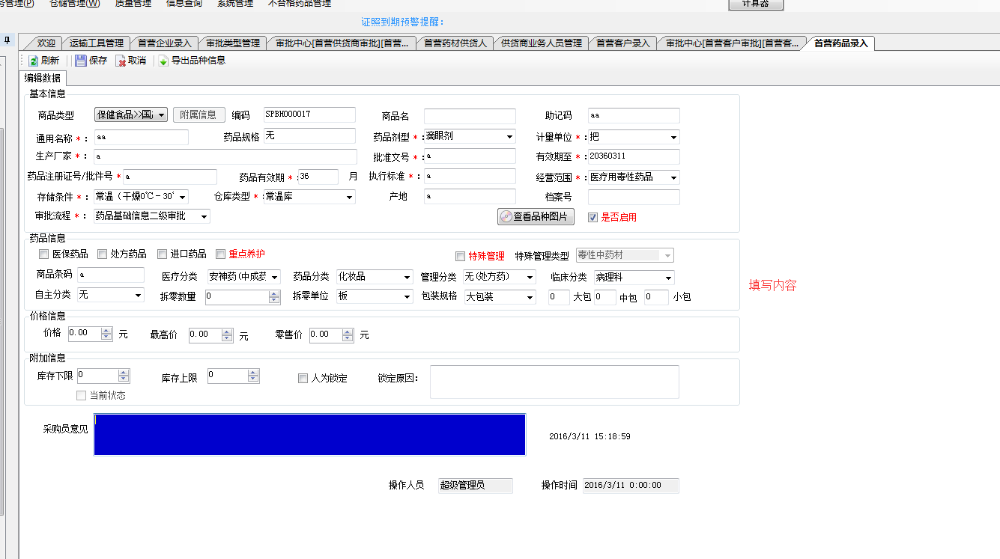 务管理(P) 仓储管理(W) 质量管理 信息查询 系统管理 不合格药品管理 计算器
证照到期预警提醒：
欢迎 运输工具管理 首营企业录入 审批类型管理 审批中心[首营供货商审批][首营... 首营药材供货人 供货商业务人员管理 首营客户录入 审批中心[首营客户审批][首营客... 首营药品录入
刷新 保存 取消 导出品种信息
编辑数据
基本信息
商品类型 保健食品>>国产 附属信息 编码 SPBH000017 商品名 助记码 aa
通用名称 *： aa 药品规格 无 药品剂型 *： 滴眼剂 计量单位 *： 把
生产厂家 *： a 批准文号 *： a 有效期至 *： 20360311
药品注册证号/批件号 * a 药品有效期 *： 36 月 执行标准 *： a 经营范围 *： 医疗用毒性药品
存储条件 *： 常温（干燥0℃－30° 仓库类型 *： 常温库 产地 a 档案号
审批流程 *： 药品基础信息二级审批 查看品种图片 是否启用
药品信息
医保药品 处方药品 进口药品 重点养护 特殊管理 特殊管理类型 毒性中药材
商品条码 a 医疗分类 安神药(中成药 药品分类 化妆品 管理分类 无(处方药) 临床分类 病理科
填写内容
自主分类 无 拆零数量 0 拆零单位 板 包装规格 大包装 0 大包 0 中包 0 小包
价格信息
价格 0.00 元 最高价 0.00 元 零售价 0.00 元
附加信息
库存下限 0 库存上限 0 人为锁定 锁定原因：
当前状态
采购员意见 2016/3/11 15:18:59
操作人员 超级管理员 操作时间 2016/3/11 0:00:00